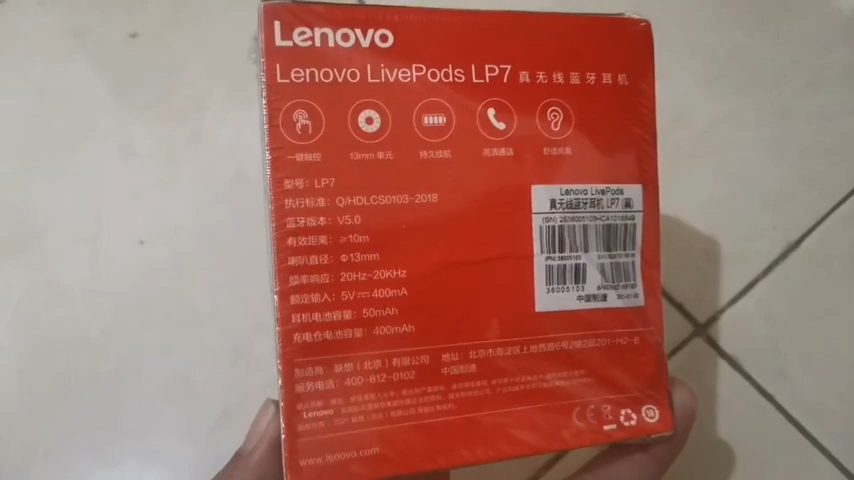 Lenovo
Lenovo LivePods LP7 真无线蓝牙耳机
一键触控 13mm 单元 持久续航 高清通话 舒适佩戴
型号：LP7
执行标准：Q/HDLCS0103-2018
蓝牙版本：V5.0
有效距离：≥10m
喇叭直径：Φ13mm
频率响应：20Hz-20KHz
额定输入：5V⎓400mA
耳机电池容量：50mAh
充电仓电池容量：400mAh
Lenovo LivePods
真无线蓝牙耳机 LP7
(PN) 36005103
36005103
中国制造
制造商：联想（北京）有限公司
服务电话：400-812-0102
地址：北京市海淀区上地西路6号2幢2层201-H2-6
中国制造
Lenovo
www.lenovo.com